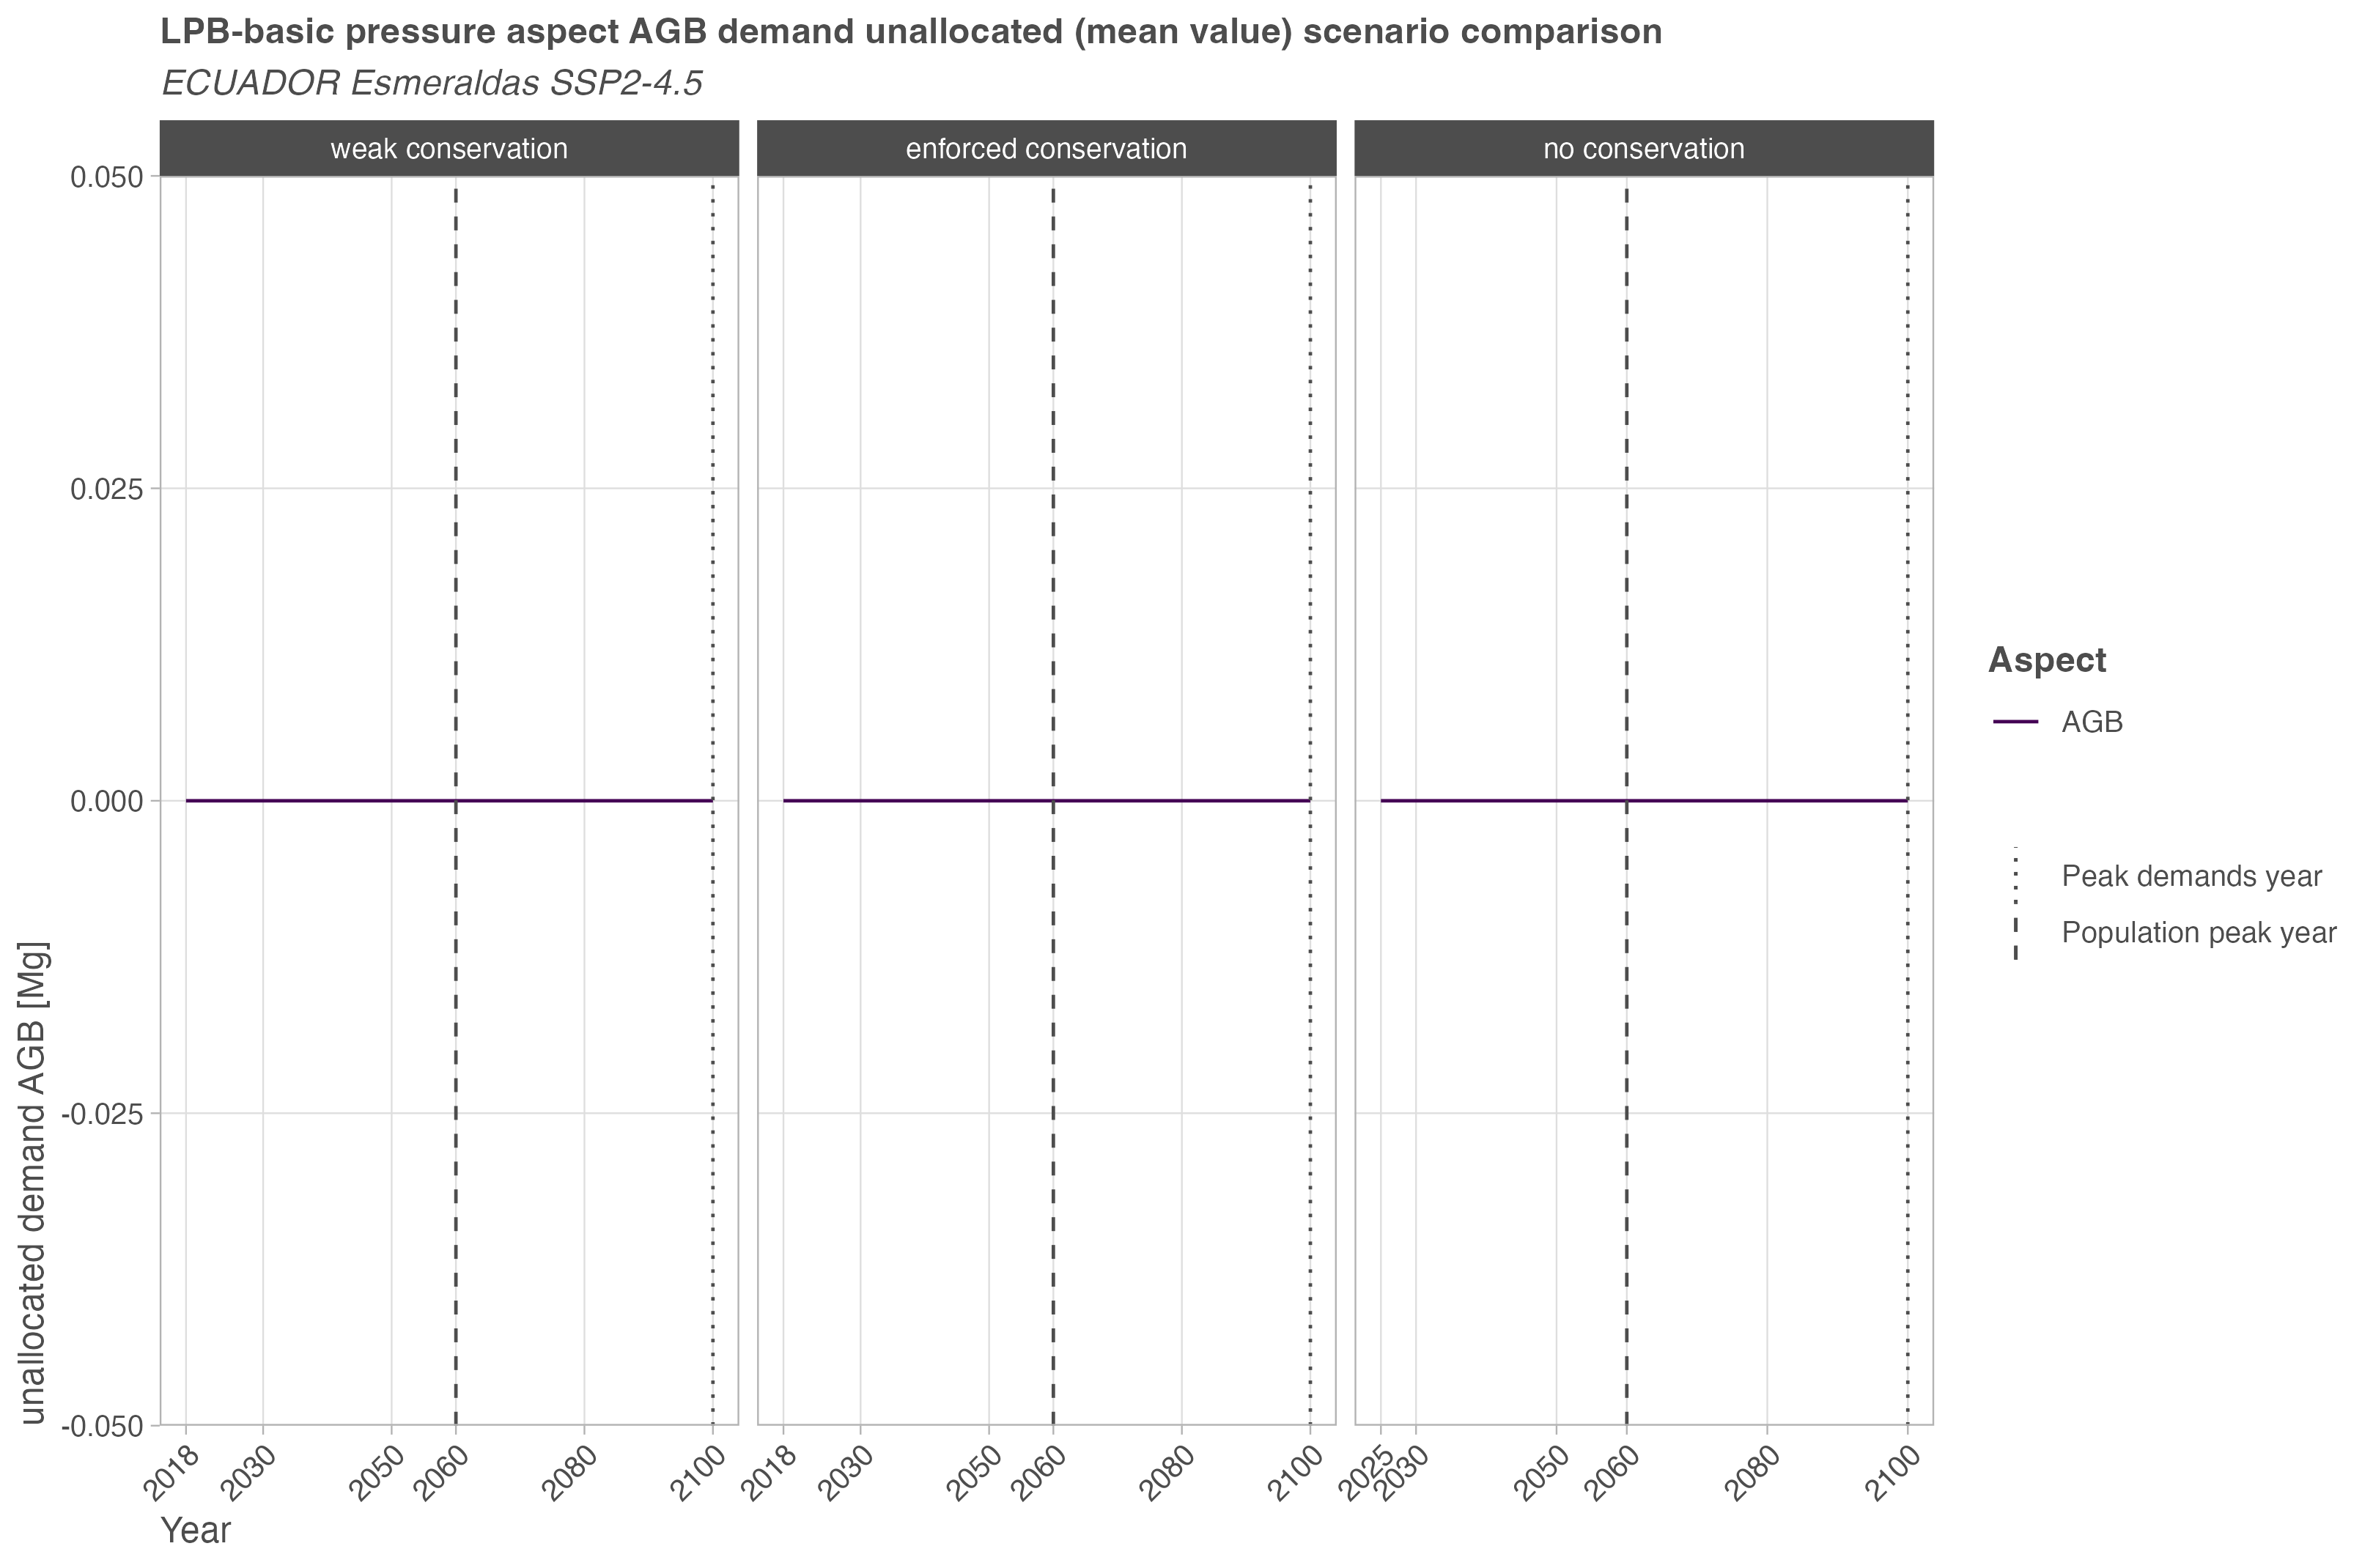 LPB-basic pressure aspect AGB demand unallocated (mean value) scenario comparison
ECUADOR Esmeraldas SSP2-4.5
weak conservation
enforced conservation
no conservation
0.050
0.025
0.000
-0.025
-0.050
unallocated demand AGB [Mg]
2018
2030
2050
2060
2080
2100
2018
2030
2050
2060
2080
2100
2025
2030
2050
2060
2080
2100
Year
Aspect
AGB
Peak demands year
Population peak year